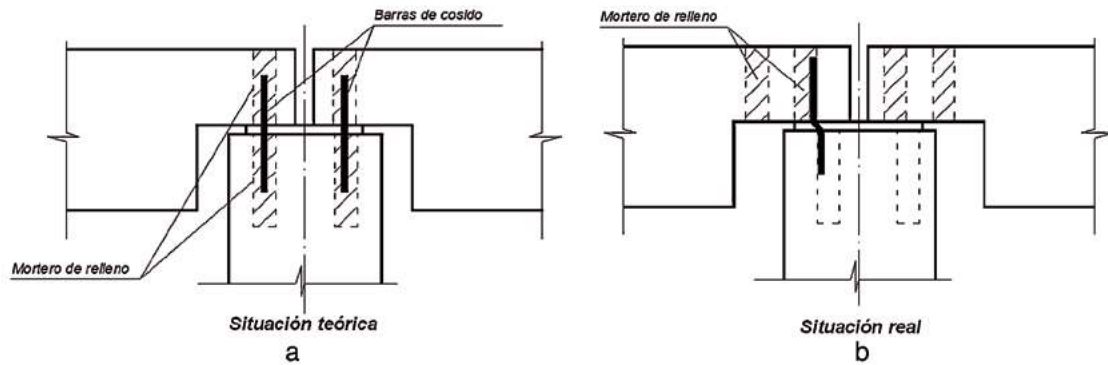 Barras de cosido
Mortero de relleno
Mortero de relleno
Situación teórica
Situación real
a
b